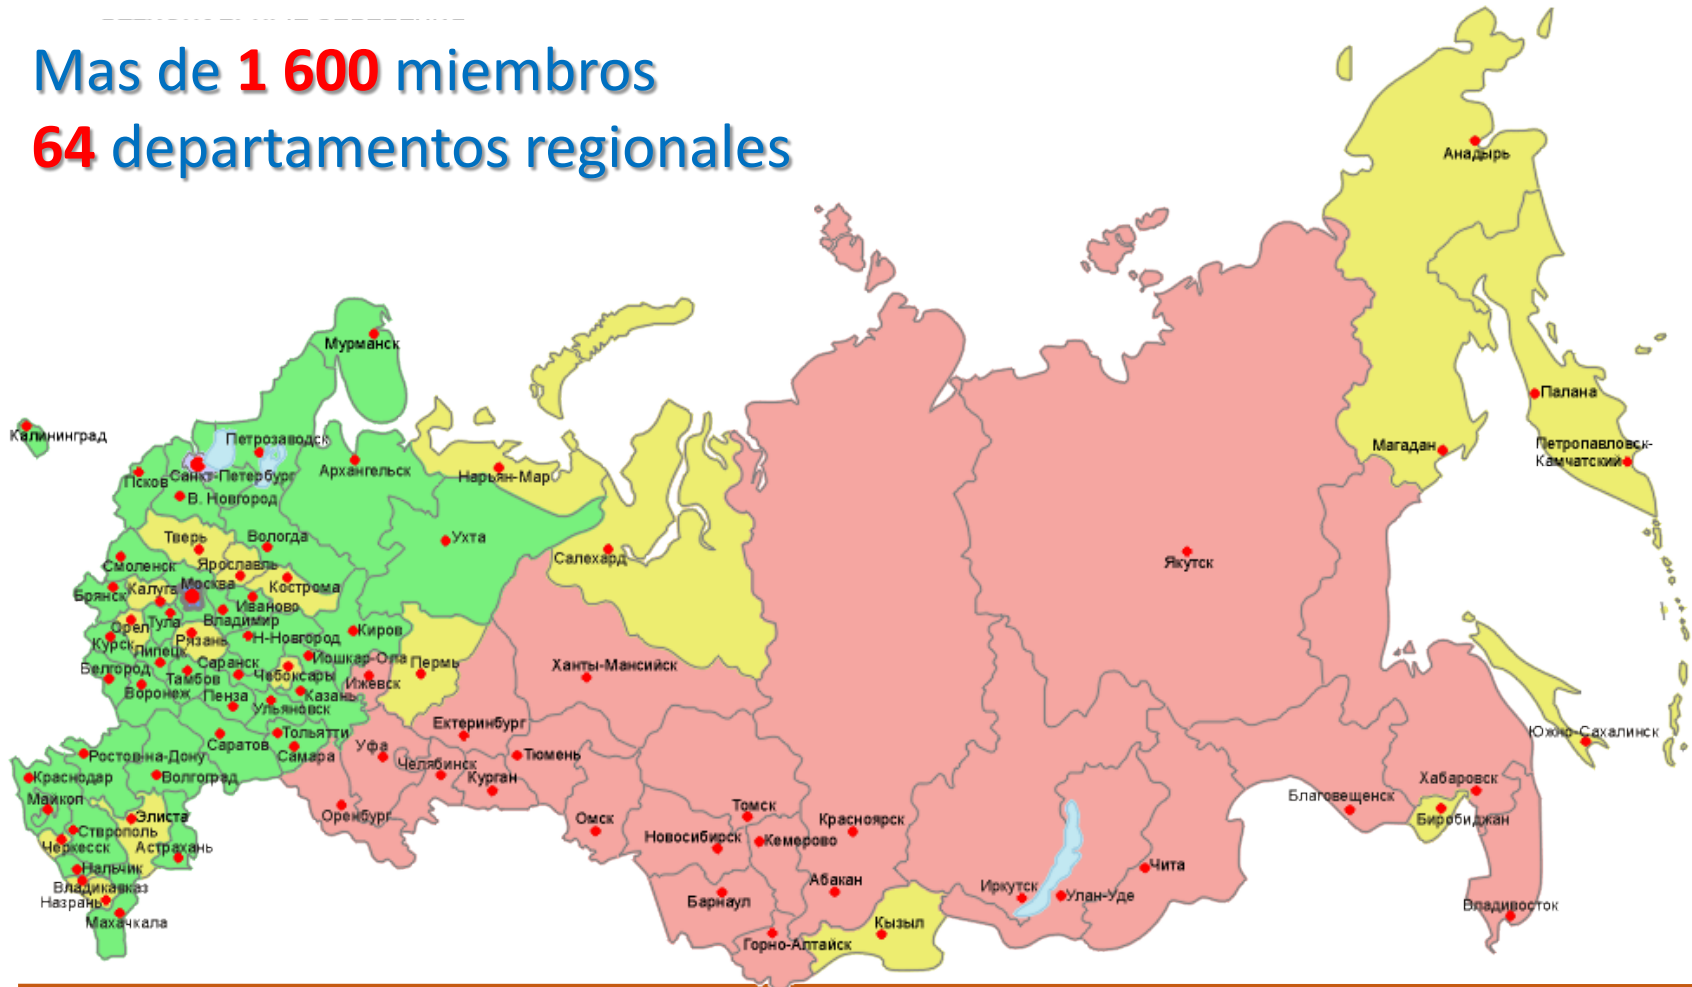 Mas de 1 600 miembros
64 departamentos regionales
Анадырь
Мурманск
Палана
Калининград
Петрозаводск
Магадан
Петропавловск-
Камчатский
Архангельск
Санкт-Петербург
Нарьян-Мар
Псков
В. Новгород
Тверь
Вологда
Ухта
Салехард
Якутск
Смоленск
Ярославль
Москва
Кострома
Брянск
Калуга
Иваново
Орел
Тула
Владимир
Киров
Курск
Рязань
Н-Новгород
Липецк
Йошкар-Ола
Пермь
Ханты-Мансийск
Белгород
Саранск
Чебоксары
Тамбов
Ижевск
Воронеж
Пенза
Казань
Ульяновск
Ектеринбург
Тольятти
Южно-Сахалинск
Саратов
Самара
Уфа
Ростов-на-Дону
Челябинск
Тюмень
Краснодар
Волгоград
Курган
Хабаровск
Майкоп
Благовещенск
Элиста
Оренбург
Омск
Томск
Красноярск
Биробиджан
Стврополь
Новосибирск
Кемерово
Черкесск
Астрахань
Нальчик
Чита
Владикавказ
Абакан
Иркутск
Улан-Уде
Назрань
Барнаул
Владивосток
Махачкала
Кызыл
Горно-Алтайск